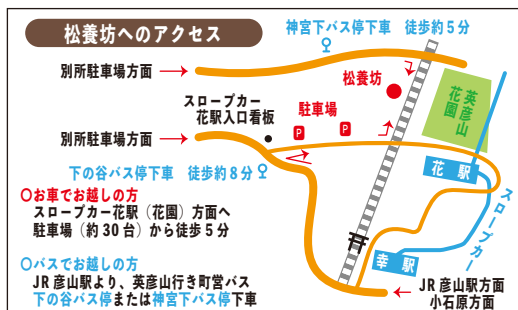 松養坊へのアクセス
神宮下バス停下車 徒歩約５分
別所駐車場方面
松養坊
英彦山
花園
スロープカー
花駅入口看板
駐車場
P
P
別所駐車場方面
下の谷バス停下車 徒歩約８分
花駅
スロープカー
幸駅
〇お車でお越しの方
スロープカー花駅（花園）方面へ
駐車場（約30台）から徒歩５分
〇バスでお越しの方
JR彦山駅より、英彦山行き町営バス
下の谷バス停または神宮下バス停下車
JR彦山駅方面
小石原方面